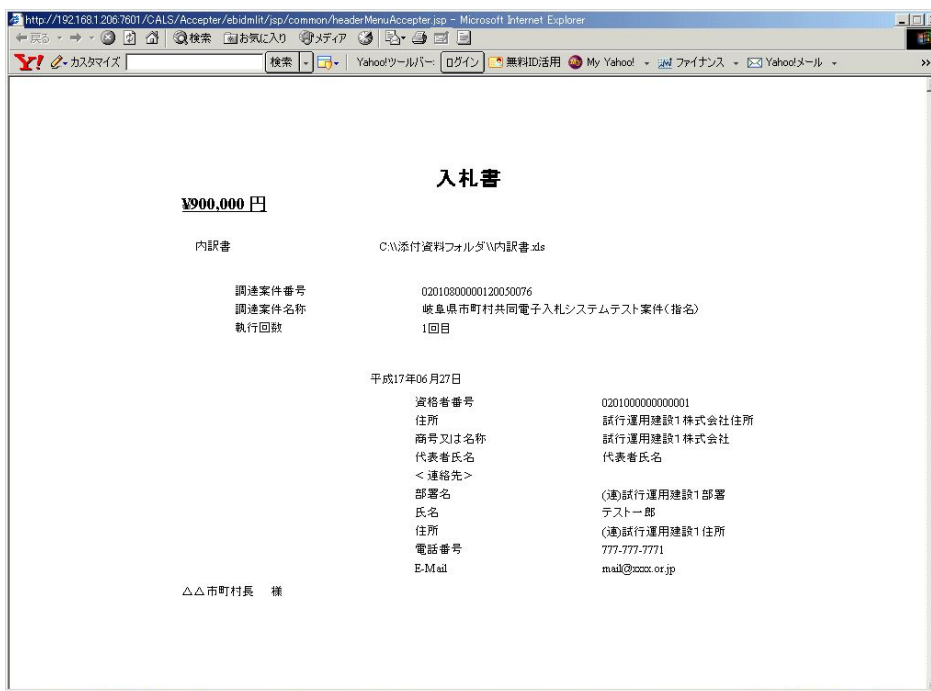 http://192.168.1.206:7601/CALS/Accepter/ebidmlit/jsp/common/headerMenuAccepter.jsp - Microsoft Internet Explorer
戻る 検索 お気に入り メディア
カスタマイズ 検索 Yahoo!ツールバー: ログイン 無料ID活用 My Yahoo! ファイナンス Yahoo!メール »
入札書
¥900,000 円
内訳書 C:\\添付資料フォルダ\\内訳書.xls
調達案件番号 02010800000120050076
調達案件名称 岐阜県市町村共同電子入札システムテスト案件(指名)
執行回数 1回目
平成17年06月27日
資格者番号 0201000000000001
住所 試行運用建設1株式会社住所
商号又は名称 試行運用建設1株式会社
代表者氏名 代表者氏名
<連絡先>
部署名 (連)試行運用建設1部署
氏名 テスト一郎
住所 (連)試行運用建設1住所
電話番号 777-777-7771
E-Mail mail@xxxx.or.jp
△△市町村長 様